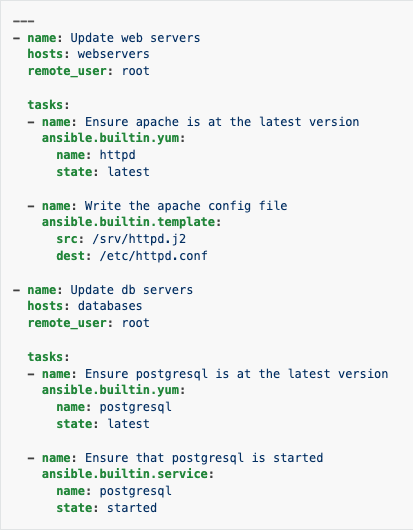 ---
- name: Update web servers
  hosts: webservers
  remote_user: root

  tasks:
  - name: Ensure apache is at the latest version
    ansible.builtin.yum:
      name: httpd
      state: latest

  - name: Write the apache config file
    ansible.builtin.template:
      src: /srv/httpd.j2
      dest: /etc/httpd.conf

- name: Update db servers
  hosts: databases
  remote_user: root

  tasks:
  - name: Ensure postgresql is at the latest version
    ansible.builtin.yum:
      name: postgresql
      state: latest

  - name: Ensure that postgresql is started
    ansible.builtin.service:
      name: postgresql
      state: started